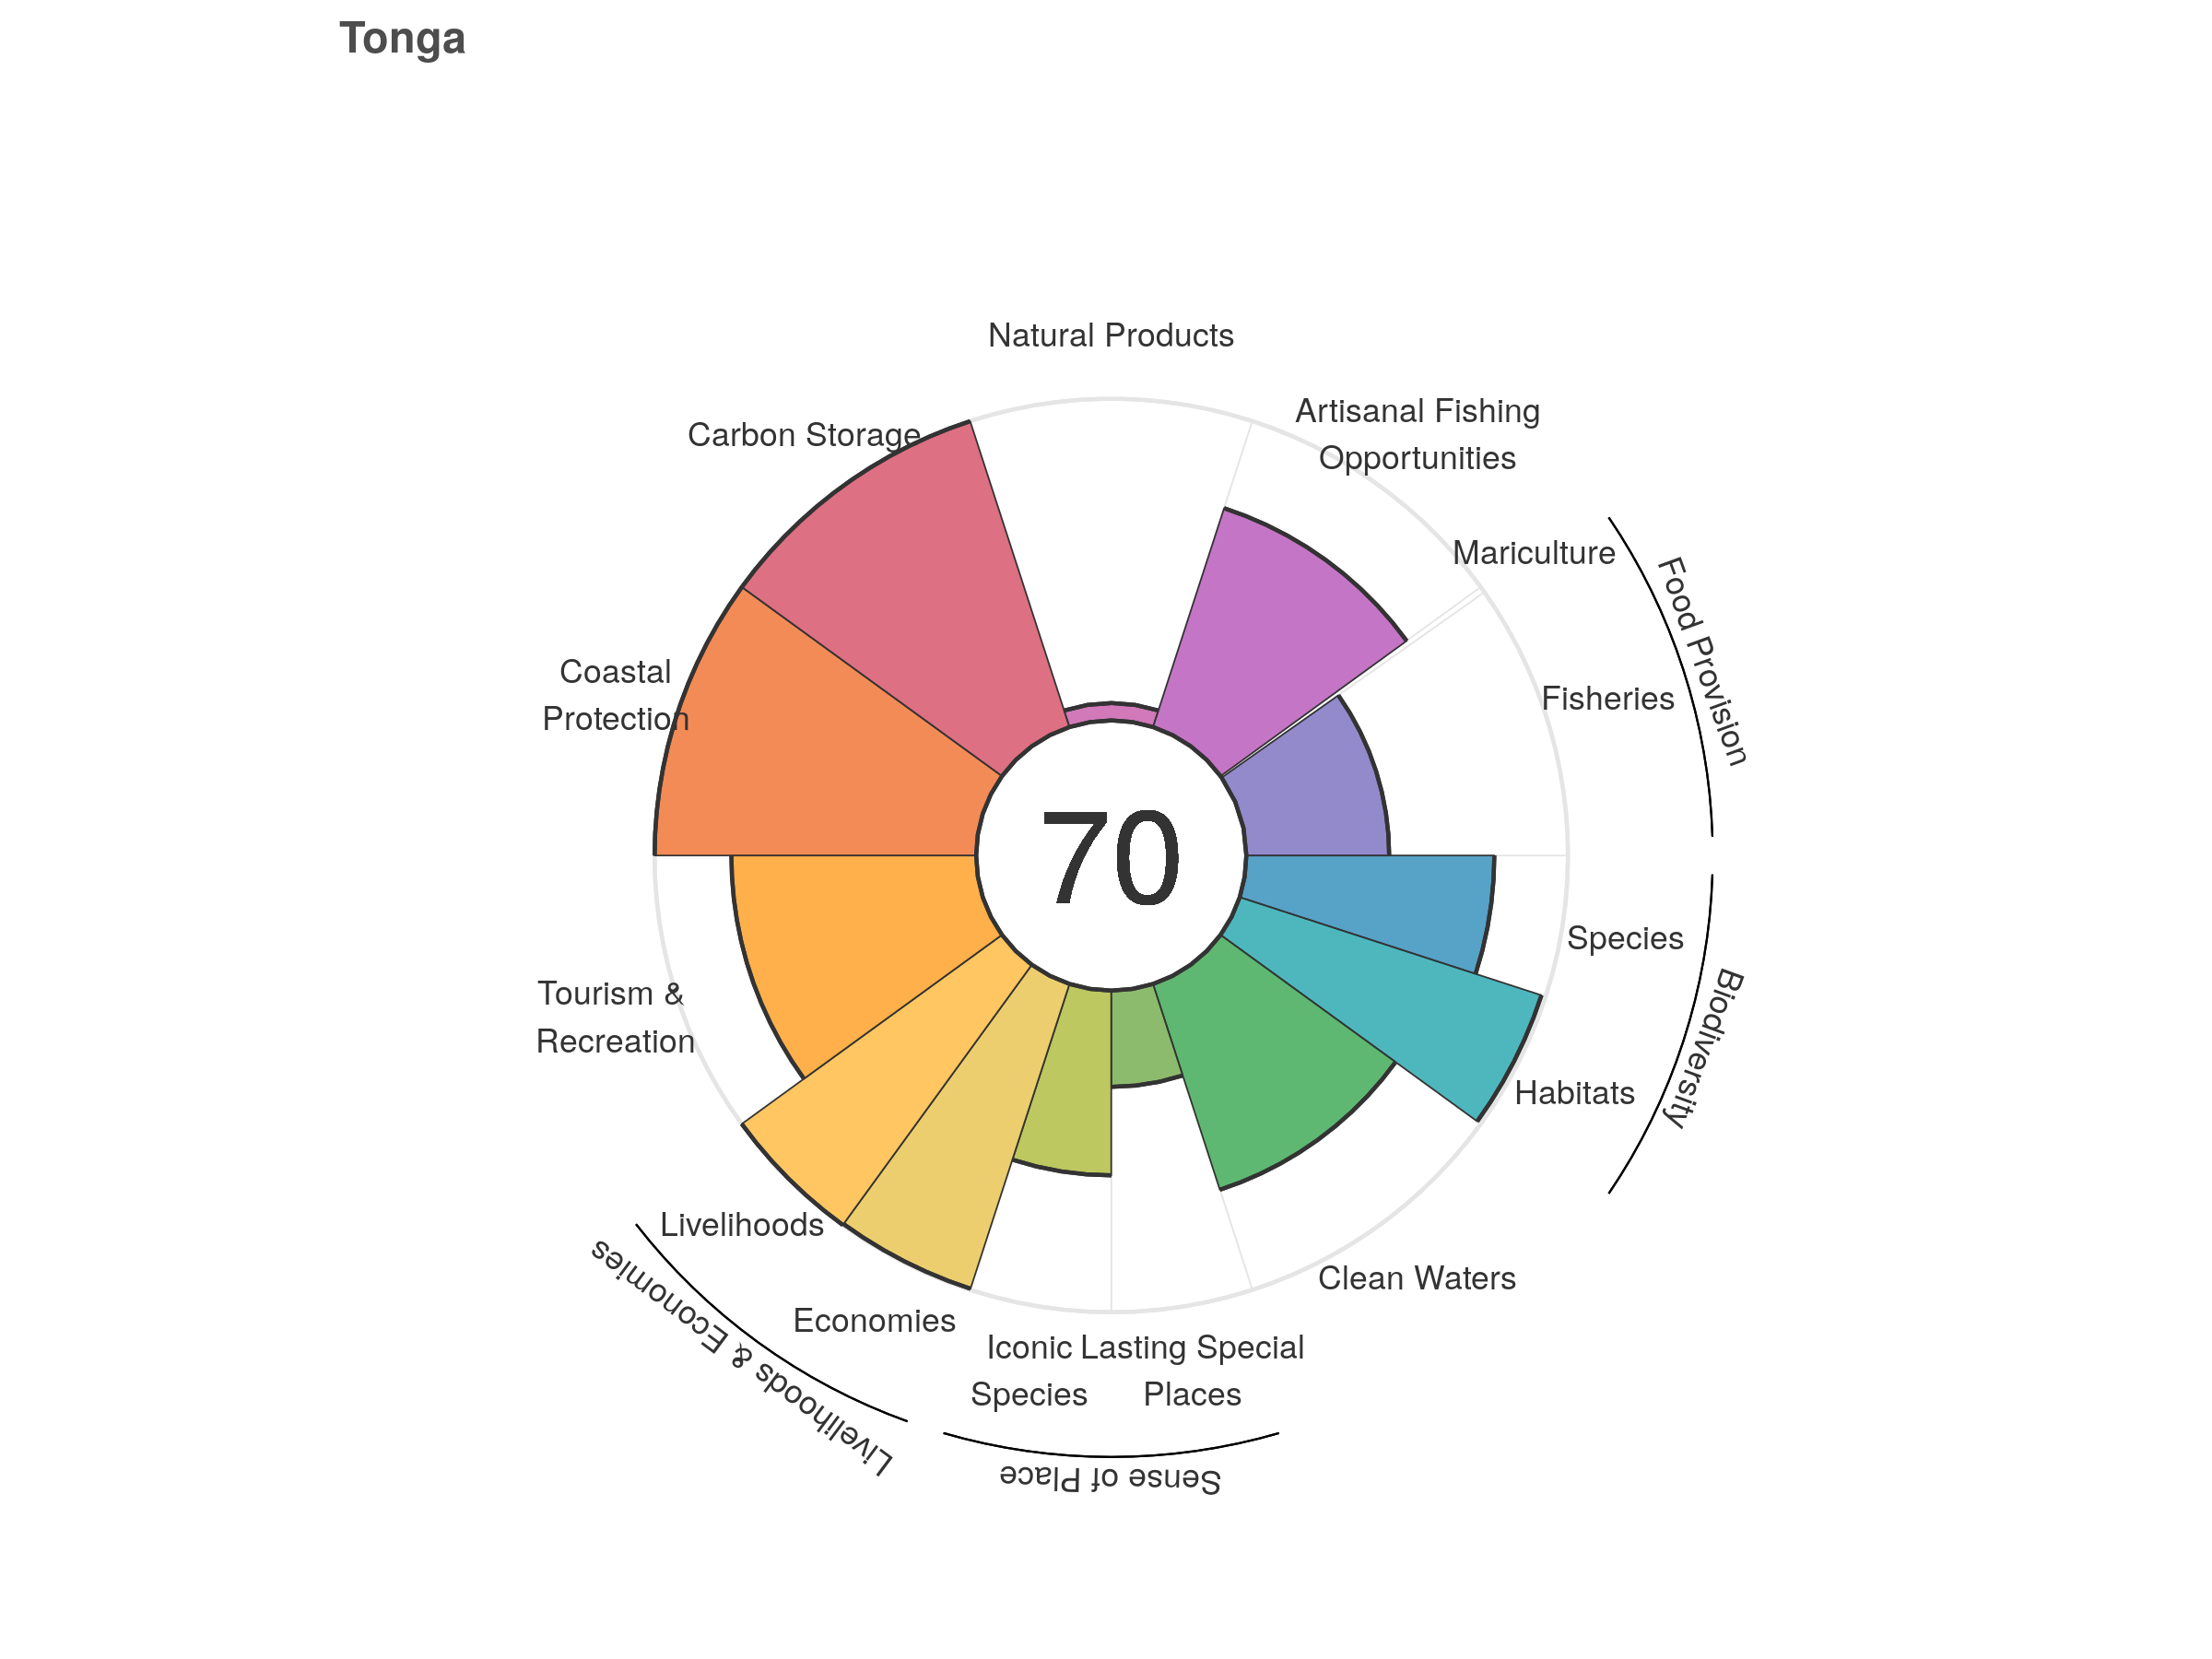 Tonga
Natural Products
Artisanal Fishing
Opportunities
Carbon Storage
Mariculture
Food Provision
Coastal
Protection
Fisheries
70
Species
Tourism &
Recreation
Biodiversity
Habitats
Livelihoods
Clean Waters
Economies
Livelihoods & Economies
Iconic
Species
Lasting Special
Places
Sense of Place